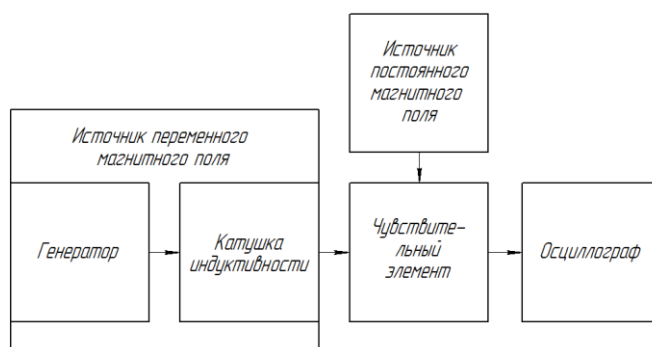 Источник
постоянного
магнитного
поля
Источник переменного
магнитного поля
Генератор
Катушка
индуктивности
Чувствите-
льный
элемент
Осциллограф